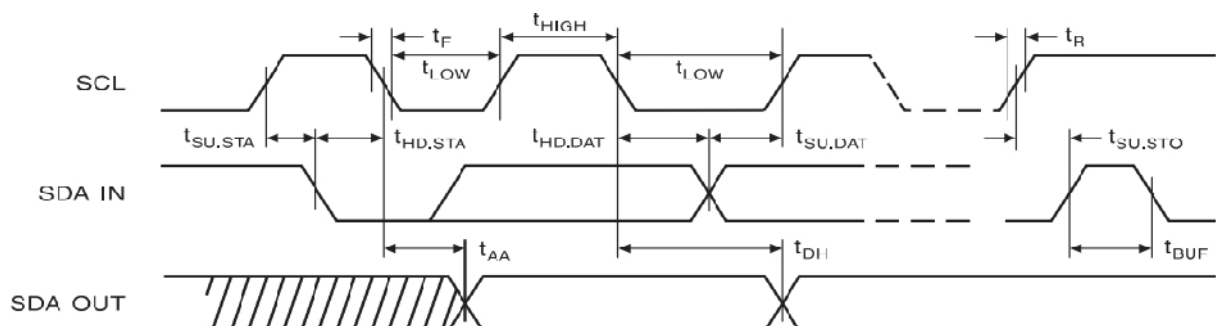 tF
tHIGH
tR
SCL
tLOW
tLOW
tSU.STA
tHD.STA
tHD.DAT
tSU.DAT
tSU.STO
SDA IN
tAA
tDH
tBUF
SDA OUT